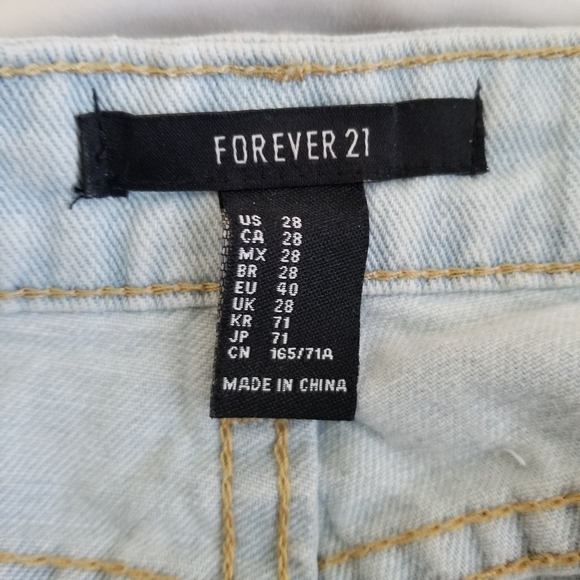 FOREVER 21
US 28
CA 28
MX 28
BR 28
EU 40
UK 28
KR 71
JP 71
CN 165/71A
MADE IN CHINA